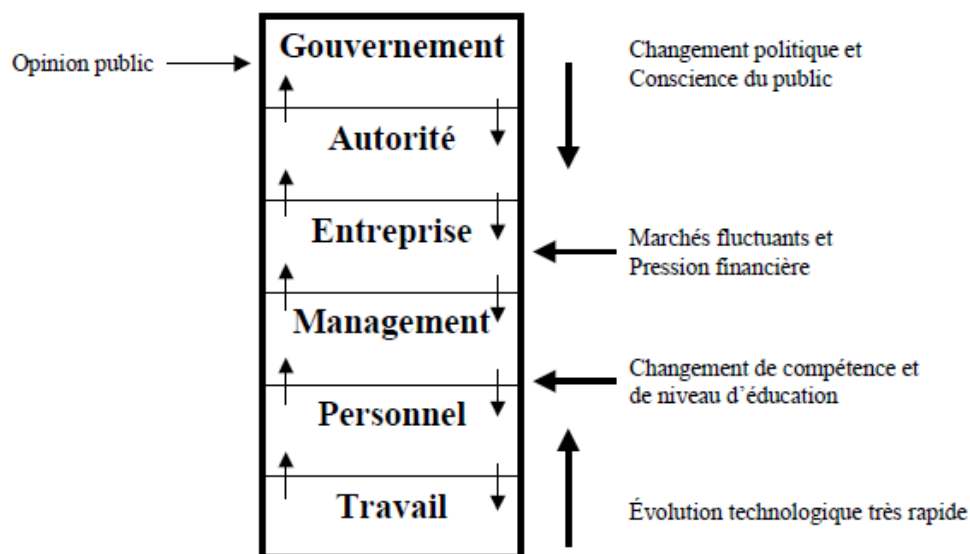 Gouvernement
Opinion public
Changement politique et
Conscience du public
Autorité
Entreprise
Marchés fluctuants et
Pression financière
Management
Changement de compétence et
de niveau d'éducation
Personnel
Travail
Évolution technologique très rapide